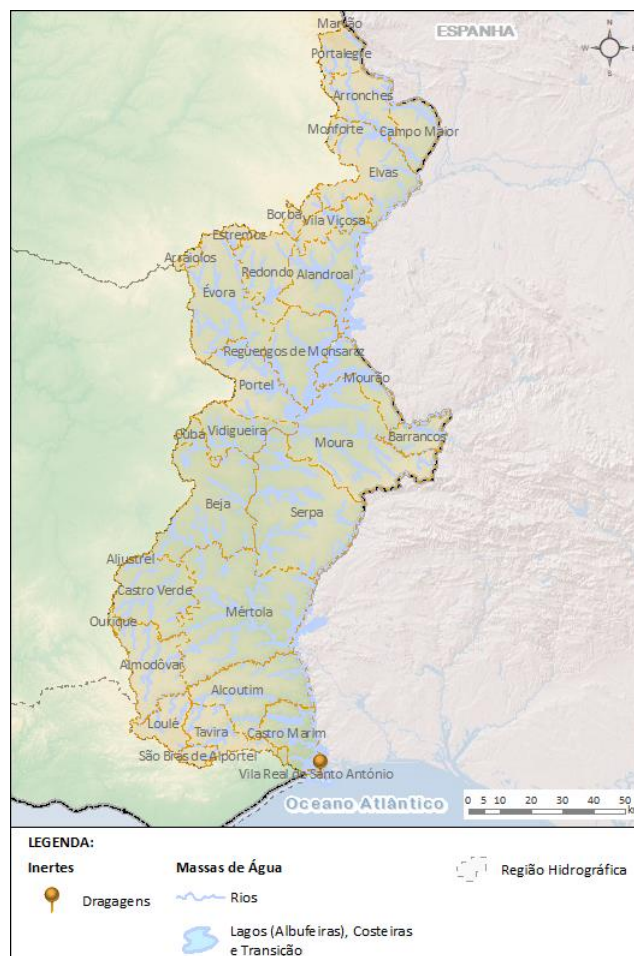 ESPANHA
N
W
E
S
Marvão
Portalegre
Arronches
Monforte
Campo Maior
Elvas
Borba
Vila Viçosa
Estremoz
Arraiolos
Redondo
Alandroal
Évora
Reguengos de Monsaraz
Mourão
Portel
Cuba
Vidigueira
Moura
Barrancos
Beja
Serpa
Aljustrel
Castro Verde
Ourique
Mértola
Almodôvar
Alcoutim
Loulé
Tavira
Castro Marim
São Brás de Alportel
Vila Real de Santo António
Oceano Atlântico
0 5 10 20 30 40 50
LEGENDA:
Inertes
Massas de Água
Região Hidrográfica
Dragagens
Rios
Lagos (Albufeiras), Costeiras
e Transição